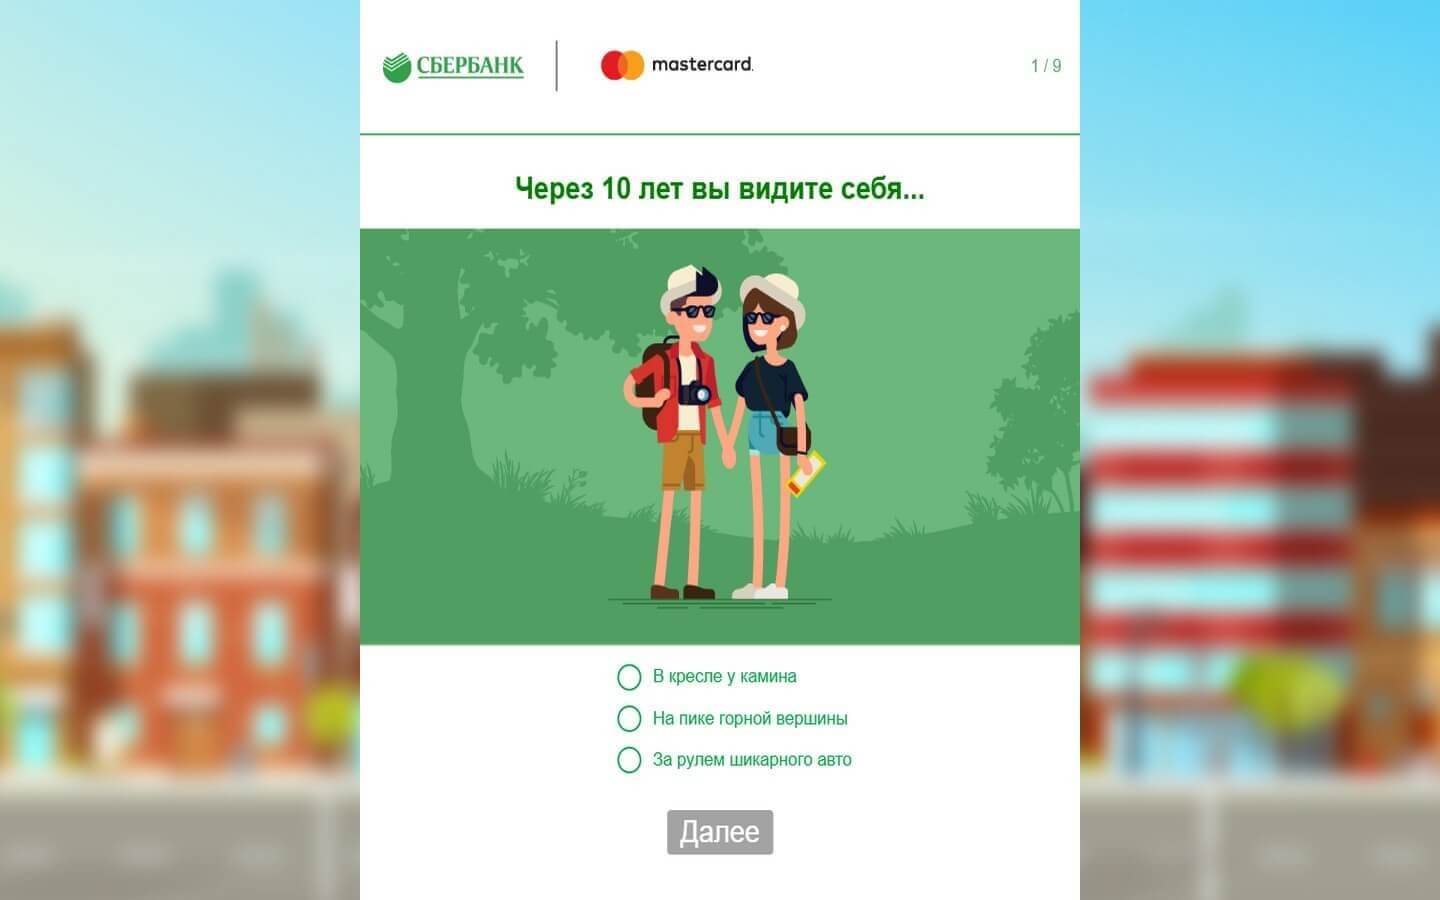 СБЕРБАНК
mastercard.
1 / 9
Через 10 лет вы видите себя...
В кресле у камина
На пике горной вершины
За рулем шикарного авто
Далее